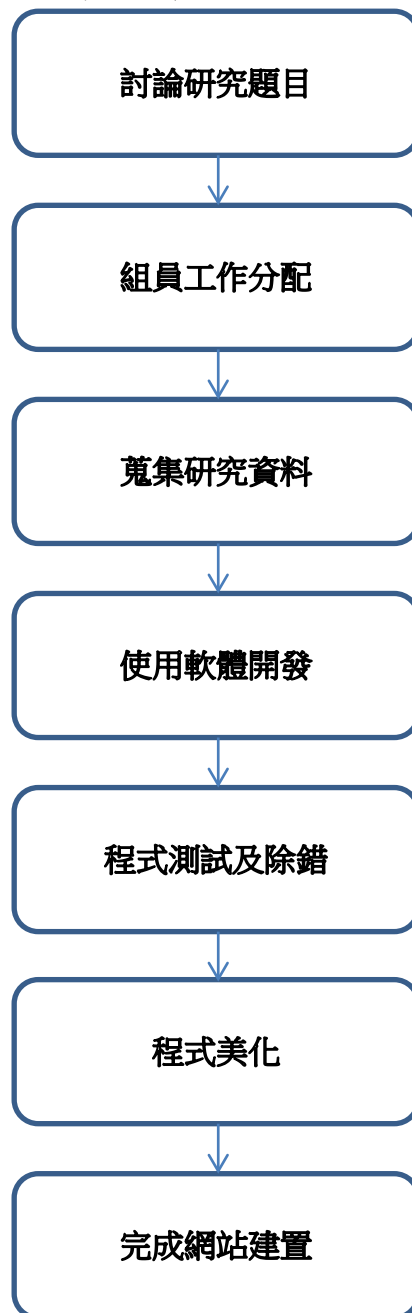 討論研究題目
組員工作分配
蒐集研究資料
使用軟體開發
程式測試及除錯
程式美化
完成網站建置